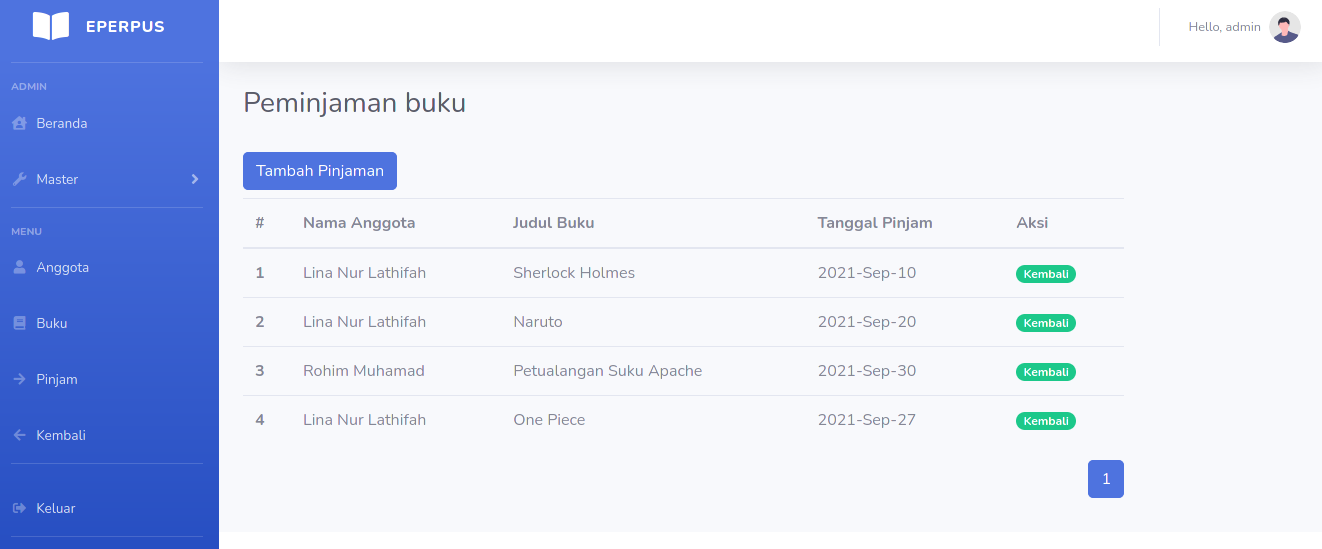 EPERPUS
Hello, admin
ADMIN
Beranda
Master
MENU
Anggota
Buku
Pinjam
Kembali
Keluar
Peminjaman buku
Tambah Pinjaman
# Nama Anggota Judul Buku Tanggal Pinjam Aksi
1 Lina Nur Lathifah Sherlock Holmes 2021-Sep-10 Kembali
2 Lina Nur Lathifah Naruto 2021-Sep-20 Kembali
3 Rohim Muhamad Petualangan Suku Apache 2021-Sep-30 Kembali
4 Lina Nur Lathifah One Piece 2021-Sep-27 Kembali
1